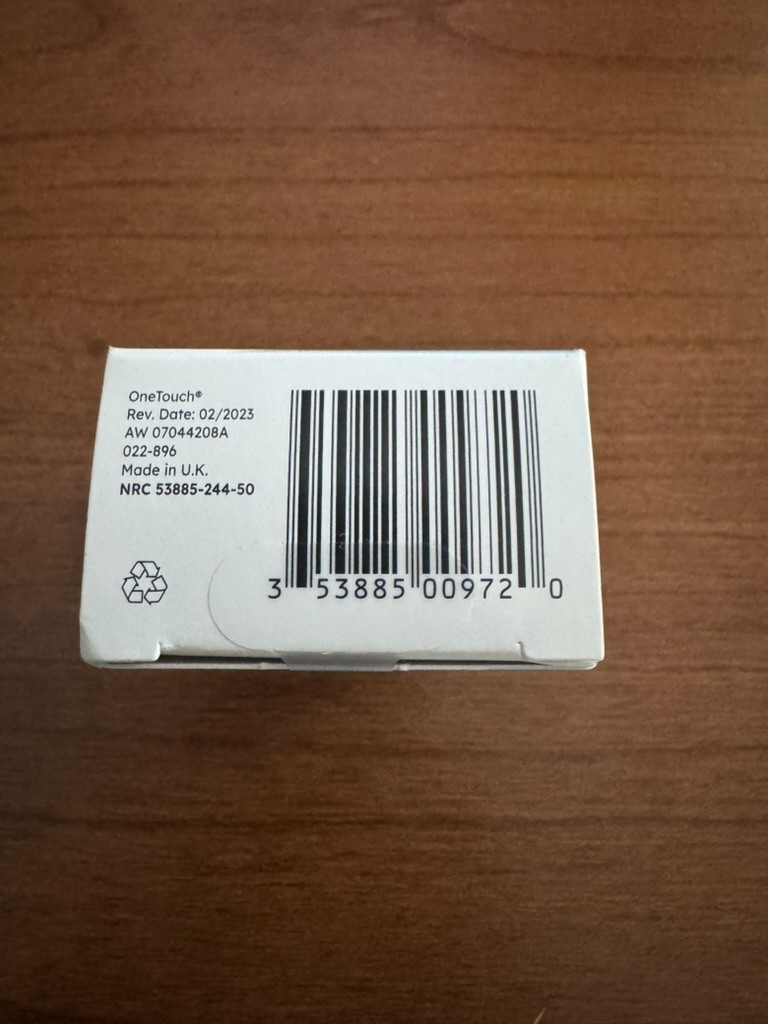 OneTouch®
Rev. Date: 02/2023
AW 07044208A
022-896
Made in U.K.
NRC 53885-244-50
3 53885 00972 0